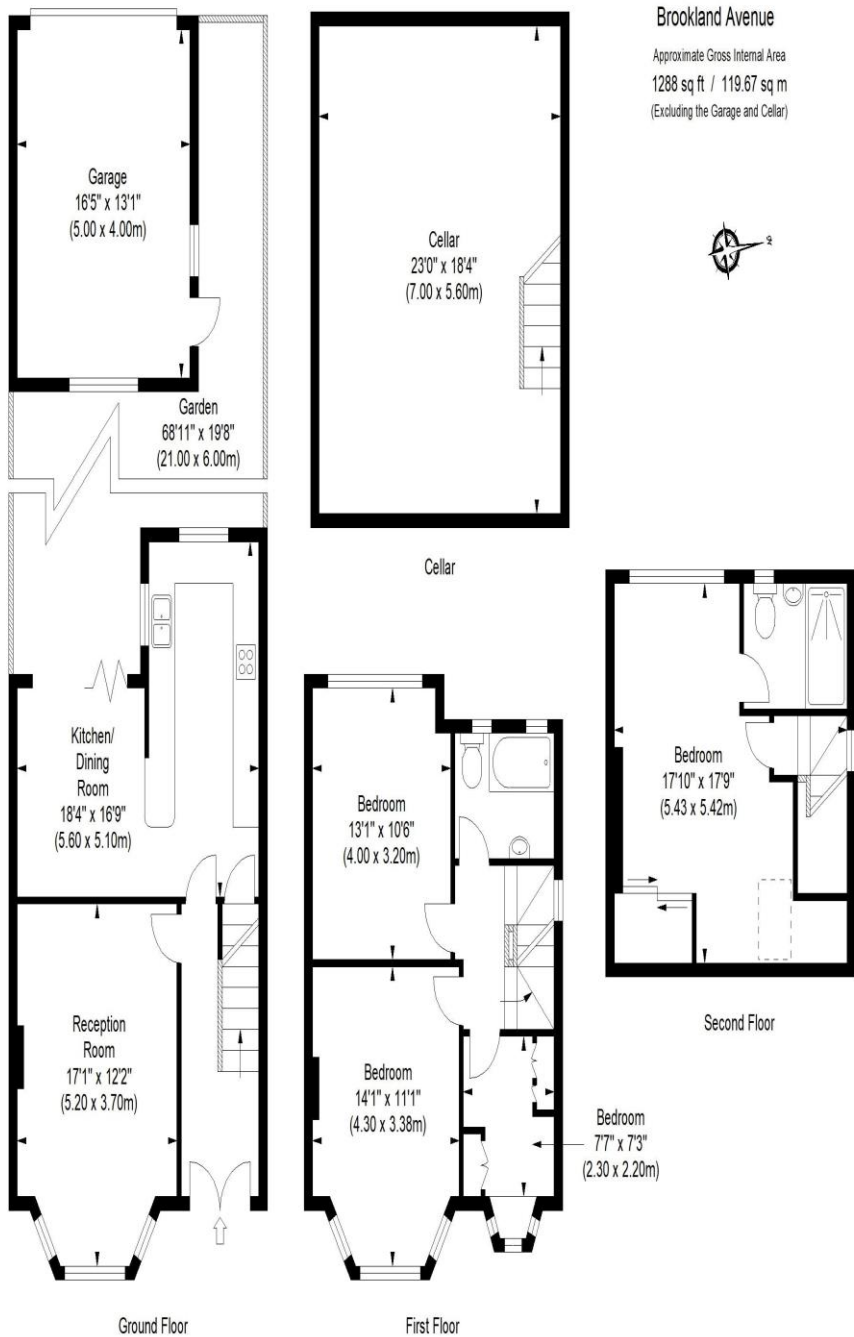 Brookland Avenue
Approximate Gross Internal Area
1288 sq ft / 119.67 sq m
(Excluding the Garage and Cellar)
Garage
16'5" x 13'1"
(5.00 x 4.00m)
Cellar
23'0" x 18'4"
(7.00 x 5.60m)
Garden
68'11" x 19'8"
(21.00 x 6.00m)
Cellar
Kitchen/
Dining
Room
18'4" x 16'9"
(5.60 x 5.10m)
Bedroom
13'1" x 10'6"
(4.00 x 3.20m)
Bedroom
17'10" x 17'9"
(5.43 x 5.42m)
Second Floor
Reception
Room
17'1" x 12'2"
(5.20 x 3.70m)
Bedroom
14'1" x 11'1"
(4.30 x 3.38m)
Bedroom
7'7" x 7'3"
(2.30 x 2.20m)
Ground Floor
First Floor